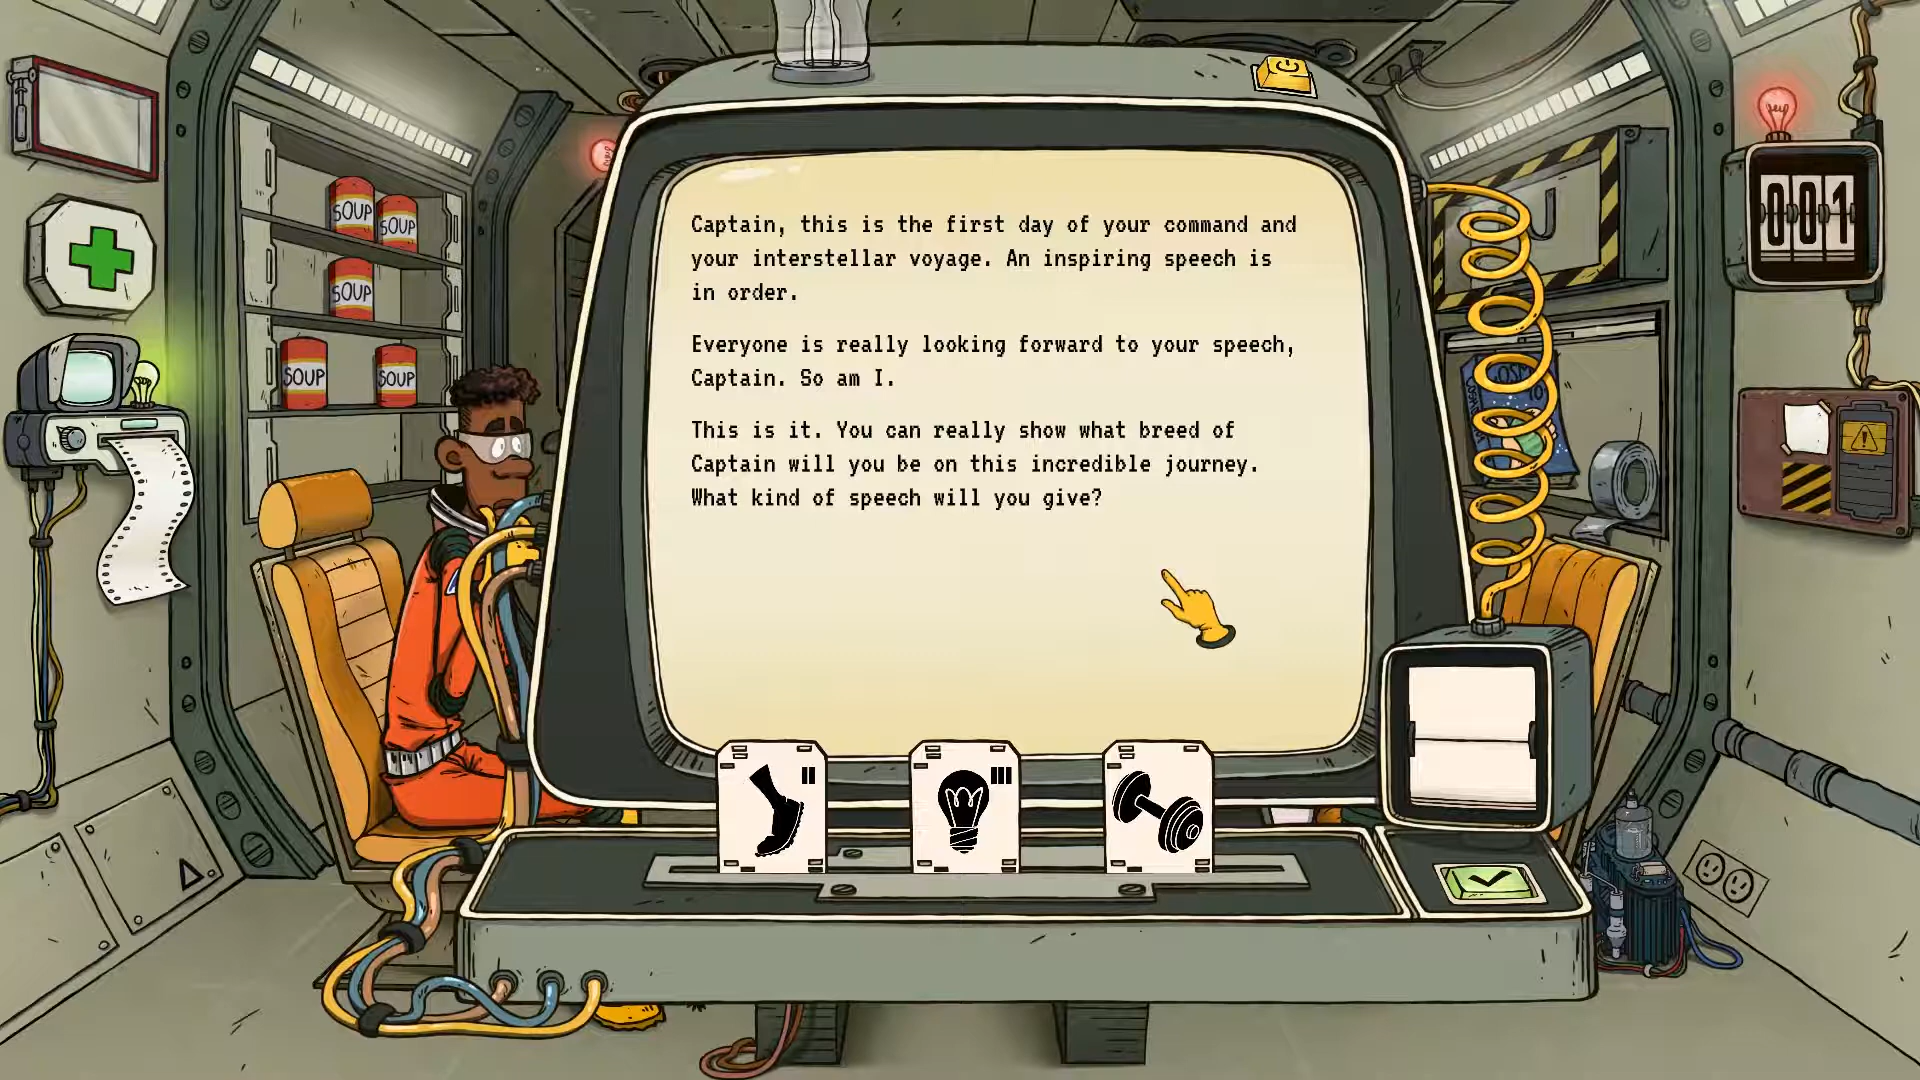 SOUP
SOUP
SOUP
SOUP
SOUP
001
Captain, this is the first day of your command and
your interstellar voyage. An inspiring speech is
in order.
Everyone is really looking forward to your speech,
Captain. So am I.
This is it. You can really show what breed of
Captain will you be on this incredible journey.
What kind of speech will you give?
II
III